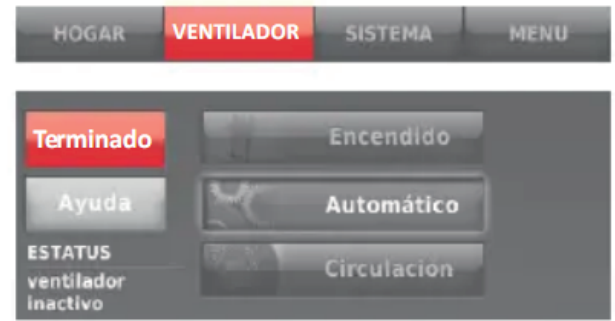 HOGAR VENTILADOR SISTEMA MENU
Terminado
Encendido
Ayuda
Automático
ESTATUS
ventilador
inactivo
Circulación